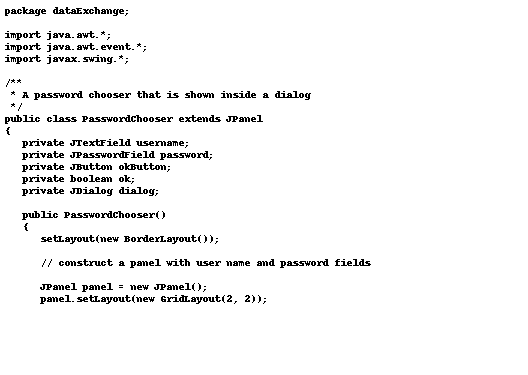 package dataExchange;

import java.awt.*;
import java.awt.event.*;
import javax.swing.*;

/**
 * A password chooser that is shown inside a dialog
 */
public class PasswordChooser extends JPanel
{
   private JTextField username;
   private JPasswordField password;
   private JButton okButton;
   private boolean ok;
   private JDialog dialog;

   public PasswordChooser()
   {
      setLayout(new BorderLayout());

      // construct a panel with user name and password fields

      JPanel panel = new JPanel();
      panel.setLayout(new GridLayout(2, 2));